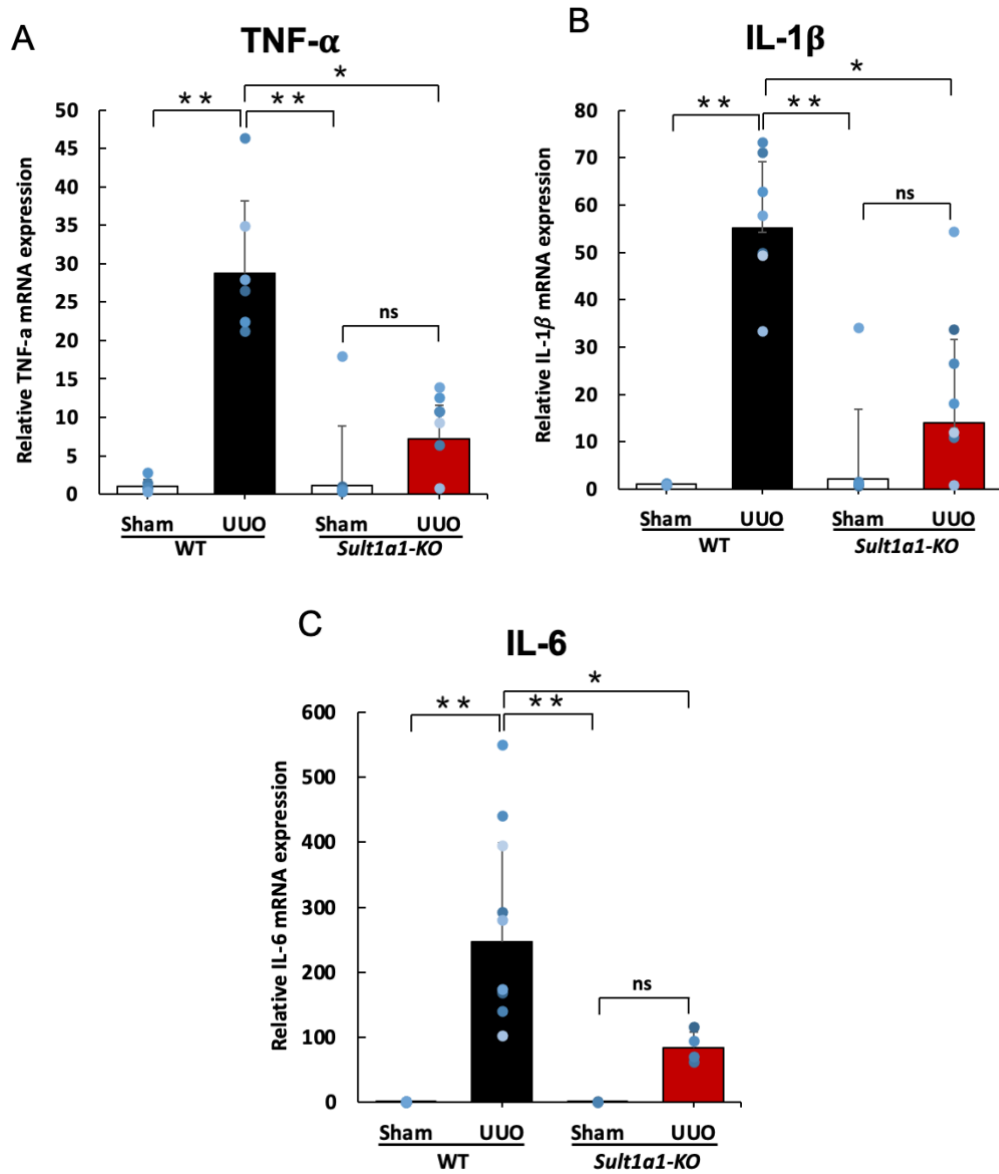 A
TNF-α
*
* *
* *
ns
Relative TNF-a mRNA expression
50
45
40
35
30
25
20
15
10
5
0
Sham UUO Sham UUO
WT Sult1a1-KO
B
IL-1β
*
* *
* *
ns
Relative IL-1β mRNA expression
80
70
60
50
40
30
20
10
0
Sham UUO Sham UUO
WT Sult1a1-KO
C
IL-6
*
* *
* *
ns
Relative IL-6 mRNA expression
600
500
400
300
200
100
0
Sham UUO Sham UUO
WT Sult1a1-KO